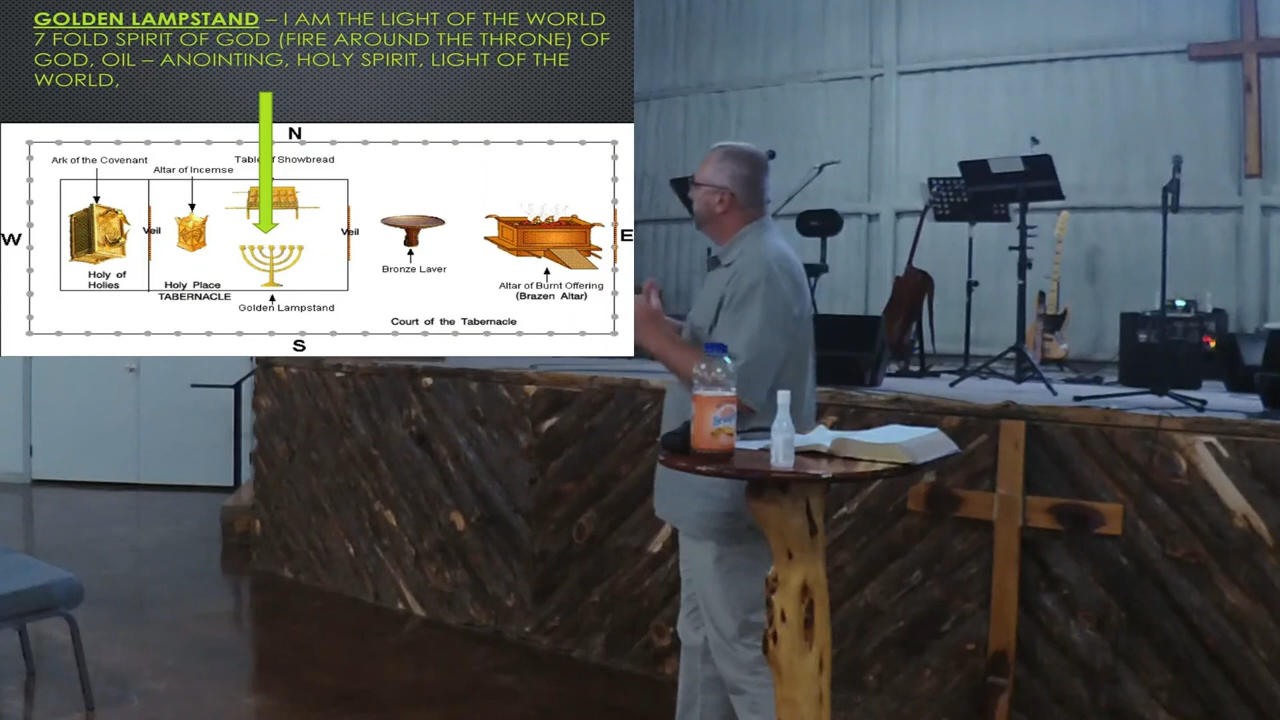 GOLDEN LAMPSTAND – I AM THE LIGHT OF THE WORLD
7 FOLD SPIRIT OF GOD (FIRE AROUND THE THRONE) OF
GOD, OIL – ANOINTING, HOLY SPIRIT, LIGHT OF THE
WORLD,
N
Ark of the Covenant
Altar of Incemse
Table of Showbread
W
Veil
Veil
E
Holy of
Holies
Holy Place
TABERNACLE
Golden Lampstand
Bronze Laver
Altar of Burnt Offering
(Brazen Altar)
Court of the Tabernacle
S